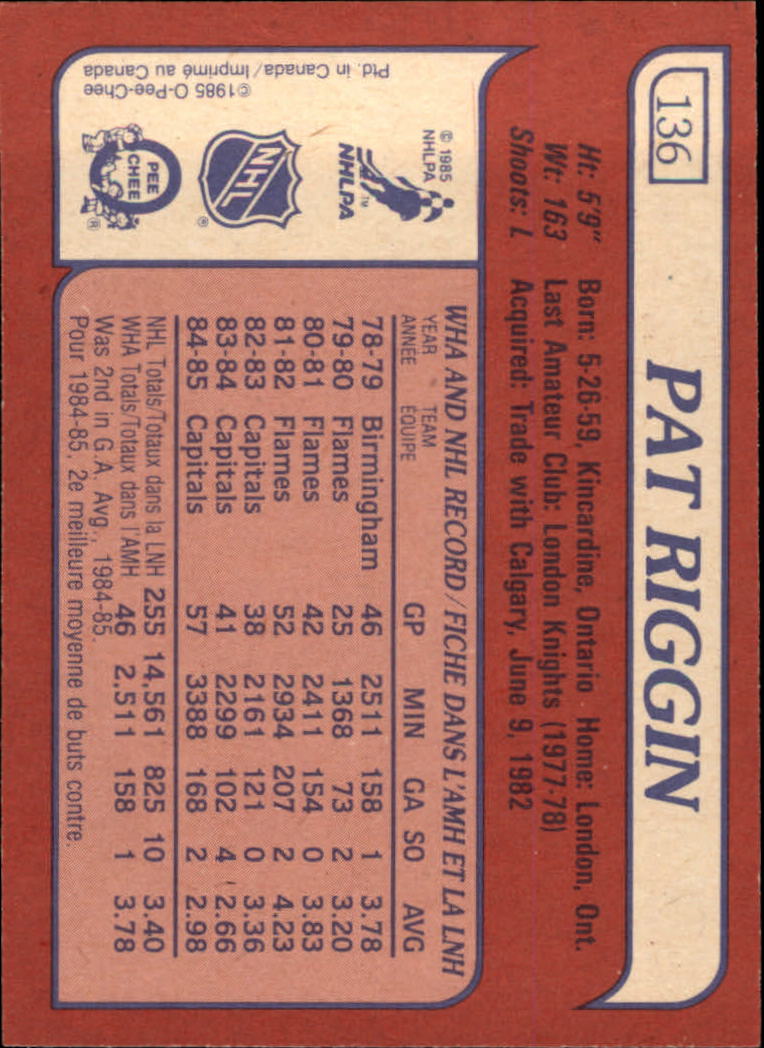 136
PAT RIGGIN
Ht: 5'9" Born: 5-26-59, Kincardine, Ontario Home: London, Ont.
Wt: 163 Last Amateur Club: London Knights (1977-78)
Shoots: L Acquired: Trade with Calgary, June 9, 1982
© 1985
NHLPA
NHLPA™
NHL ®
PEE
CHEE ®
©1985 O-Pee-Chee
Ptd. in Canada/Imprimé au Canada
WHA AND NHL RECORD/FICHE DANS L'AMH ET LA LNH
YEAR TEAM GP MIN GA SO AVG
ANNÉE ÉQUIPE
78-79 Birmingham 46 2511 158 1 3.78
79-80 Flames 25 1368 73 2 3.20
80-81 Flames 42 2411 154 0 3.83
81-82 Flames 52 2934 207 2 4.23
82-83 Capitals 38 2161 121 0 3.36
83-84 Capitals 41 2299 102 4 2.66
84-85 Capitals 57 3388 168 2 2.98
NHL Totals/Totaux dans la LNH 255 14.561 825 10 3.40
WHA Totals/Totaux dans l'AMH 46 2.511 158 1 3.78
Was 2nd in G.A. Avg., 1984-85.
Pour 1984-85, 2e meilleure moyenne de buts contre.